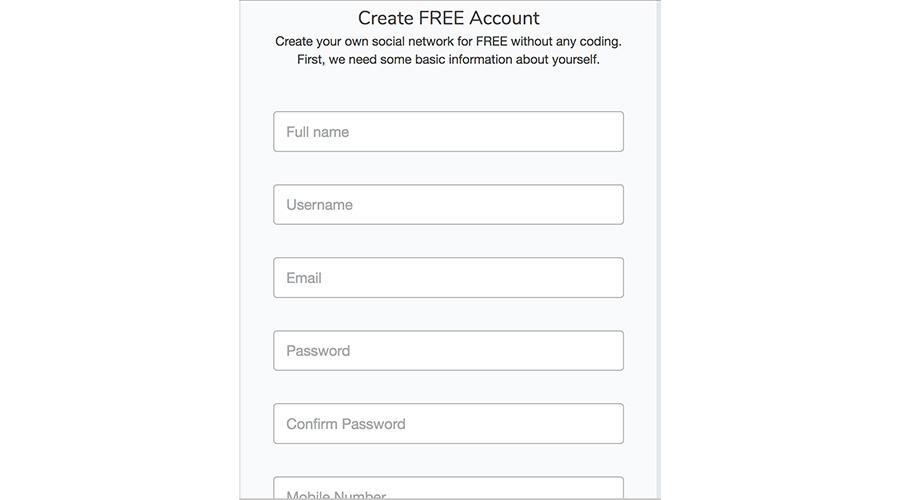 Create FREE Account
Create your own social network for FREE without any coding.
First, we need some basic information about yourself.
Full name
Username
Email
Password
Confirm Password
Mobile Number